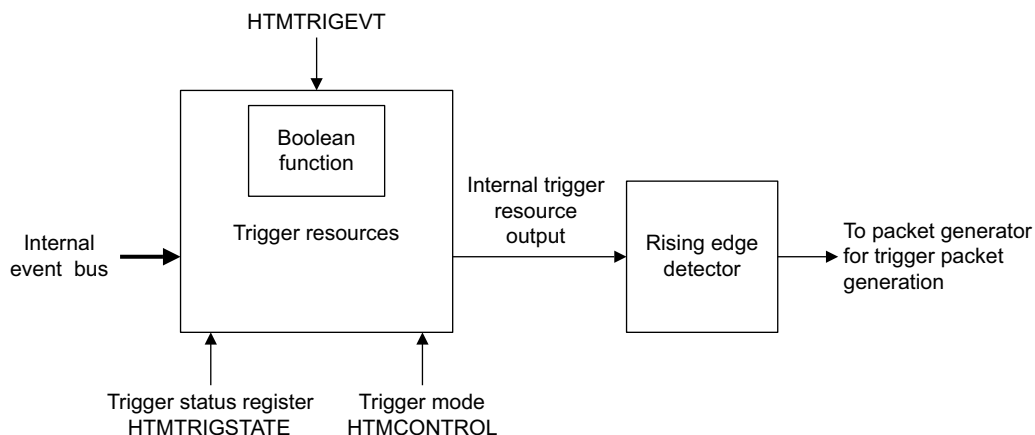 HTMTRIGEVT
Boolean
function
Trigger resources
Internal
event bus
Internal trigger
resource
output
Rising edge
detector
To packet generator
for trigger packet
generation
Trigger status register
HTMTRIGSTATE
Trigger mode
HTMCONTROL